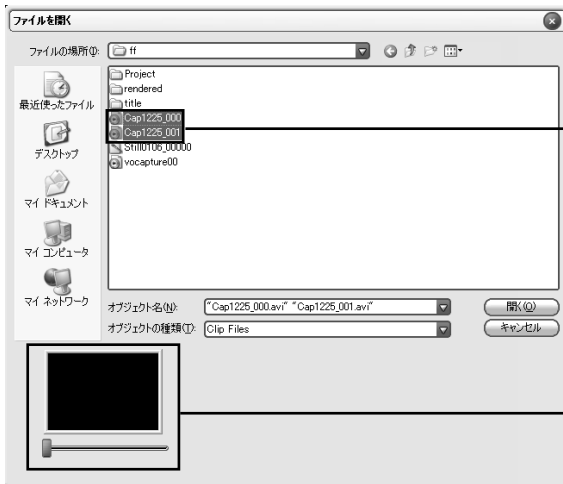 ファイルを開く
ファイルの場所(I):
ff
Project
rendered
title
Cap1225_000
Cap1225_001
Still0106_00000
vocapture00
最近使ったファイル
デスクトップ
マイ ドキュメント
マイ コンピュータ
マイ ネットワーク
オブジェクト名(N):
"Cap1225_000.avi" "Cap1225_001.avi"
開く(O)
オブジェクトの種類(T):
Clip Files
キャンセル